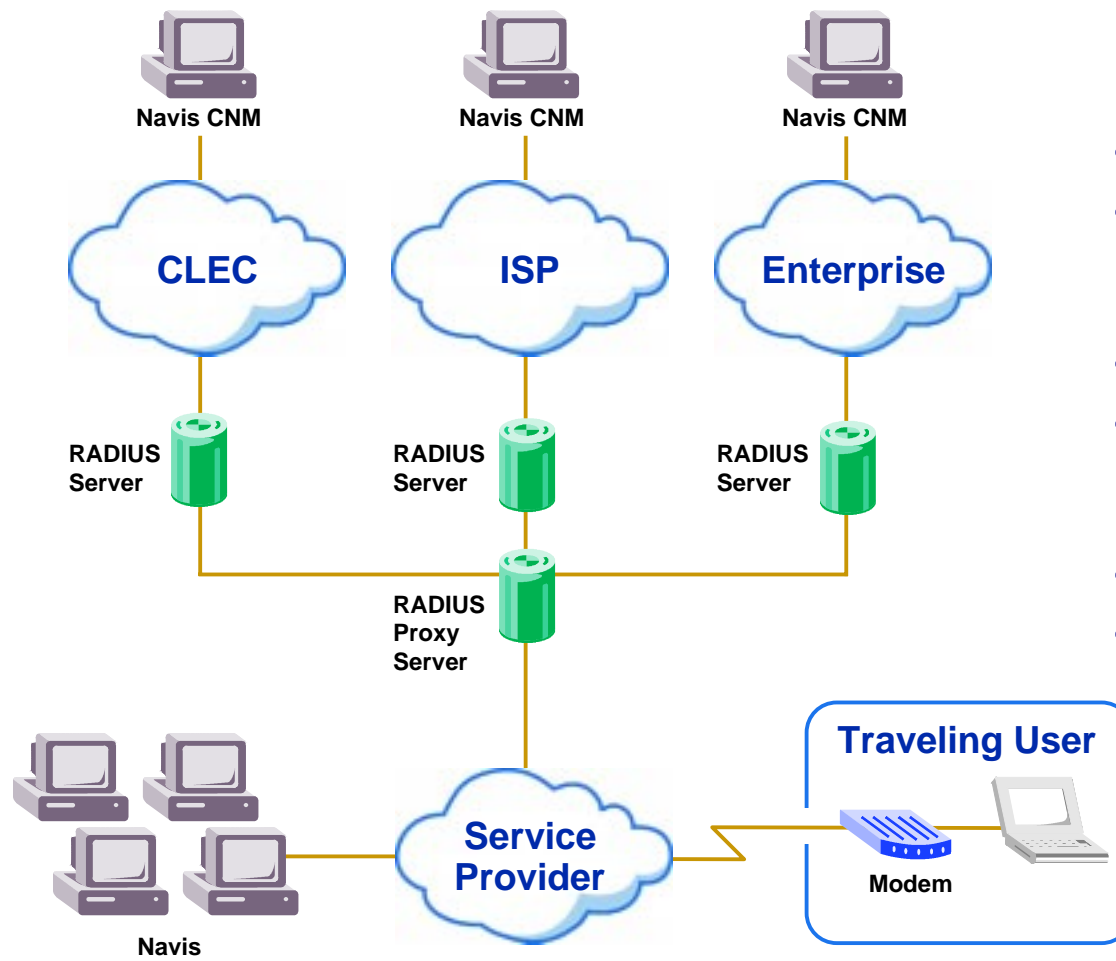 Navis CNM
Navis CNM
Navis CNM
CLEC
ISP
Enterprise
RADIUS
Server
RADIUS
Server
RADIUS
Server
RADIUS
Proxy
Server
Traveling User
Service
Provider
Modem
Navis